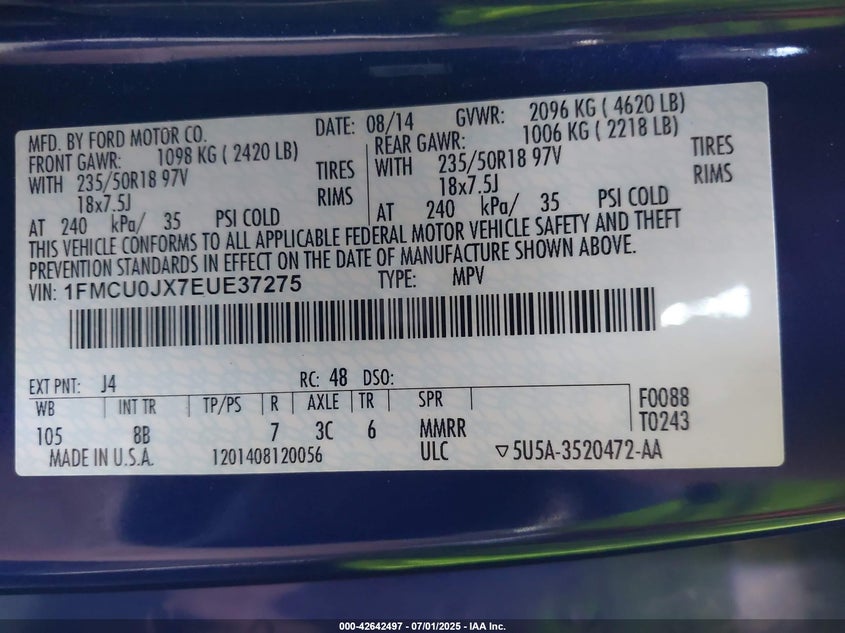 MFD. BY FORD MOTOR CO. DATE: 08/14 GVWR: 2096 KG ( 4620 LB)
FRONT GAWR: 1098 KG ( 2420 LB) REAR GAWR: 1006 KG ( 2218 LB)
WITH 235/50R18 97V TIRES WITH 235/50R18 97V TIRES
18x7.5J RIMS 18x7.5J RIMS
AT 240 kPa/ 35 PSI COLD AT 240 kPa/ 35 PSI COLD
THIS VEHICLE CONFORMS TO ALL APPLICABLE FEDERAL MOTOR VEHICLE SAFETY AND THEFT
PREVENTION STANDARDS IN EFFECT ON THE DATE OF MANUFACTURE SHOWN ABOVE.
VIN: 1FMCU0JX7EUE37275 TYPE: MPV
EXT PNT: J4 RC: 48 DSO:
WB INT TR TP/PS R AXLE TR SPR F0088
105 8B 7 3C 6 MMRR T0243
MADE IN U.S.A. 1201408120056 ULC ▽5U5A-3520472-AA
000-42642497 - 07/01/2025 - IAA Inc.